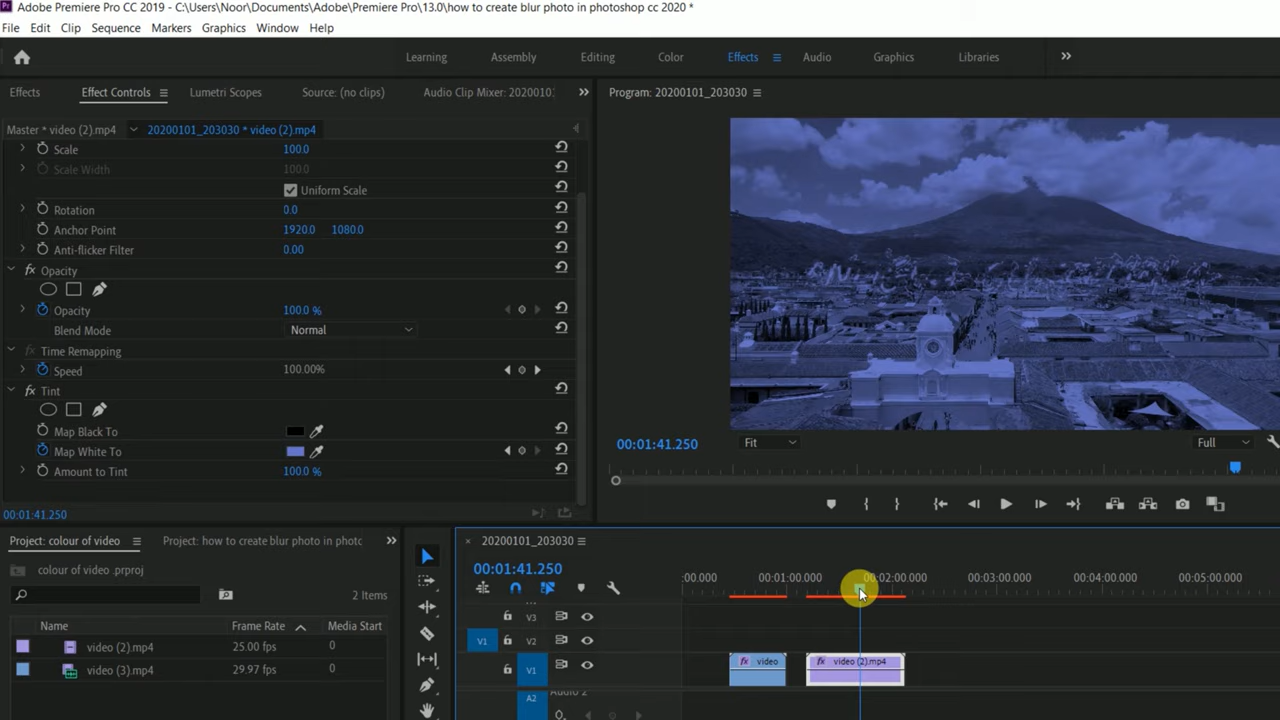 Adobe Premiere Pro CC 2019 - C:\Users\Noor\Documents\Adobe\Premiere Pro\13.0\how to create blur photo in photoshop cc 2020 *
File Edit Clip Sequence Markers Graphics Window Help
Learning Assembly Editing Color Effects Audio Graphics Libraries
Effects Effect Controls Lumetri Scopes Source: (no clips) Audio Clip Mixer: 2020010
Program: 20200101_203030
Master * video (2).mp4 20200101_203030 * video (2).mp4
Scale 100.0
Scale Width 100.0
Uniform Scale
Rotation 0.0
Anchor Point 1920.0 1080.0
Anti-flicker Filter 0.00
fx Opacity
Opacity 100.0 %
Blend Mode Normal
fx Time Remapping
Speed 100.00%
fx Tint
Map Black To
Map White To
Amount to Tint 100.0 %
00:01:41.250
00:01:41.250 Fit Full
Project: colour of video Project: how to create blur photo in photoc
colour of video .prproj
2 Items
Name Frame Rate Media Start
video (2).mp4 25.00 fps 0
video (3).mp4 29.97 fps 0
20200101_203030
00:01:41.250
:00.000 00:01:00.000 00:02:00.000 00:03:00.000 00:04:00.000 00:05:00.000
V3
V1 V2
V1
fx video fx video (2).mp4
A2 Audio 2